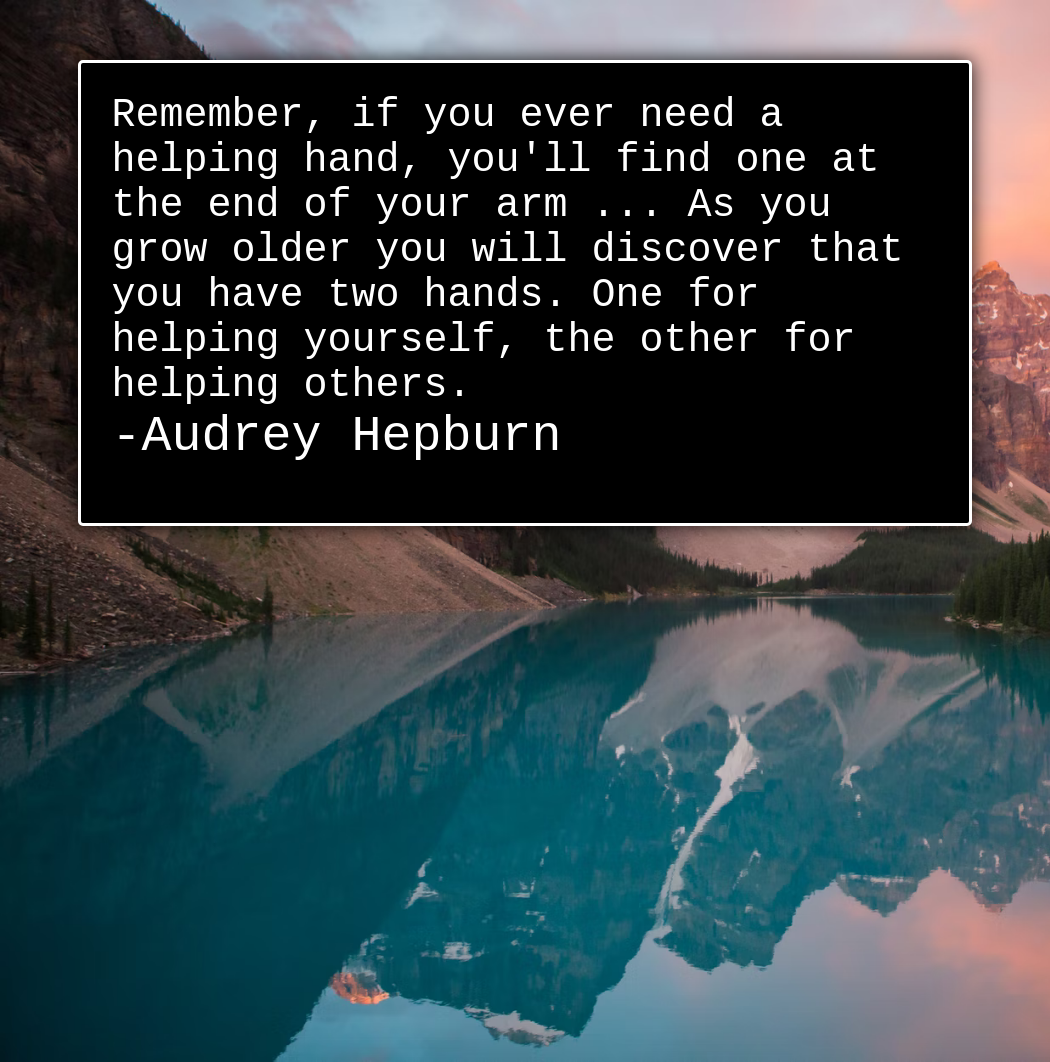 Remember, if you ever need a
helping hand, you'll find one at
the end of your arm ... As you
grow older you will discover that
you have two hands. One for
helping yourself, the other for
helping others.
-Audrey Hepburn